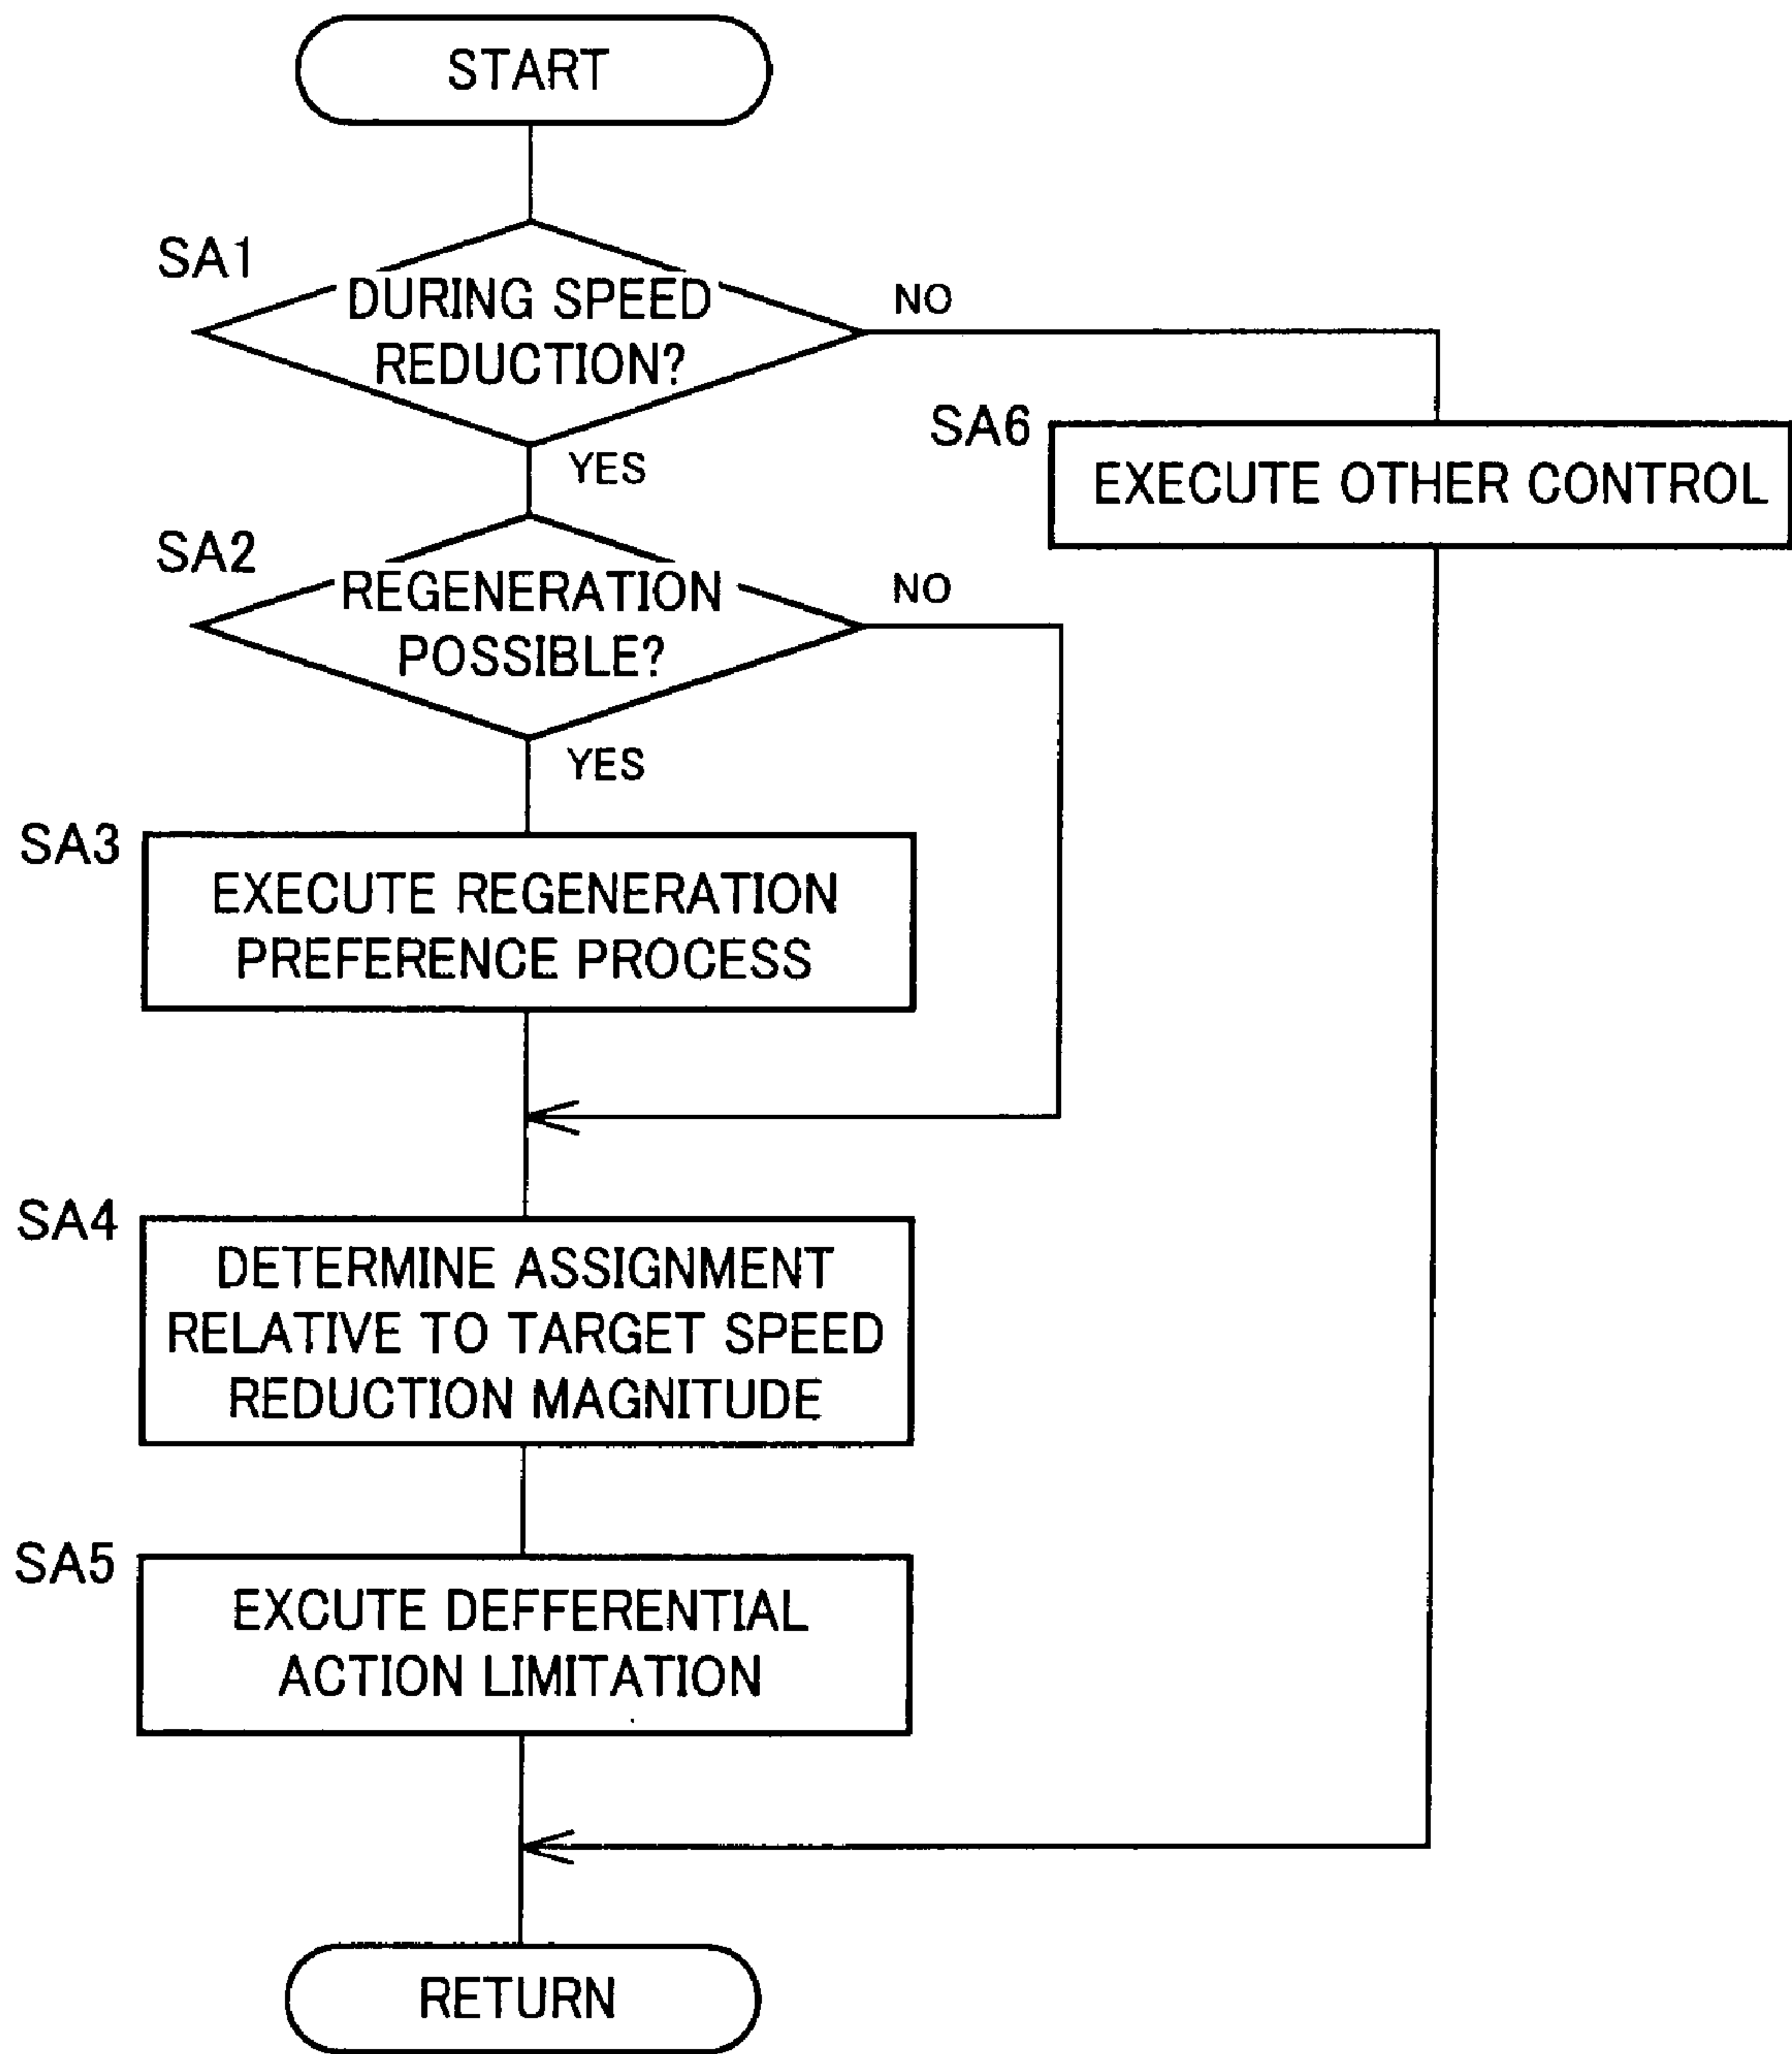 START
SA1
DURING SPEED
REDUCTION?
NO
YES
SA6
EXECUTE OTHER CONTROL
SA2
REGENERATION
POSSIBLE?
NO
YES
SA3
EXECUTE REGENERATION
PREFERENCE PROCESS
SA4
DETERMINE ASSIGNMENT
RELATIVE TO TARGET SPEED
REDUCTION MAGNITUDE
SA5
EXCUTE DEFFERENTIAL
ACTION LIMITATION
RETURN